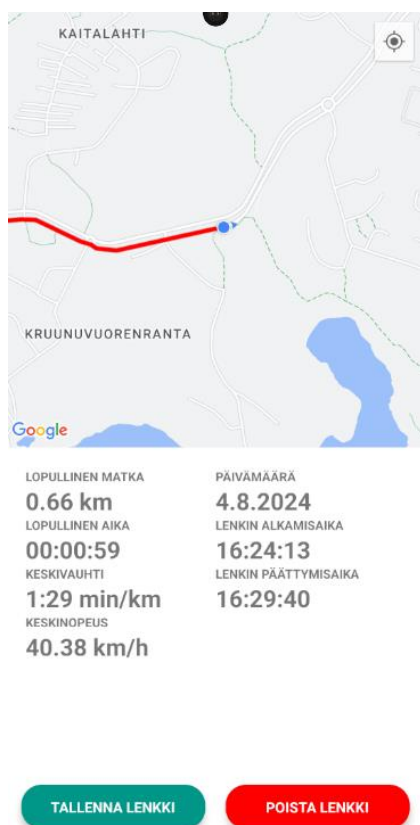 KAITALAHTI
KRUUNUVUORENRANTA
Google
LOPULLINEN MATKA
0.66 km
LOPULLINEN AIKA
00:00:59
KESKIVAUHTI
1:29 min/km
KESKINOPEUS
40.38 km/h
PÄIVÄMÄÄRÄ
4.8.2024
LENKIN ALKAMISAIKA
16:24:13
LENKIN PÄÄTTYMISAIKA
16:29:40
TALLENNA LENKKI
POISTA LENKKI